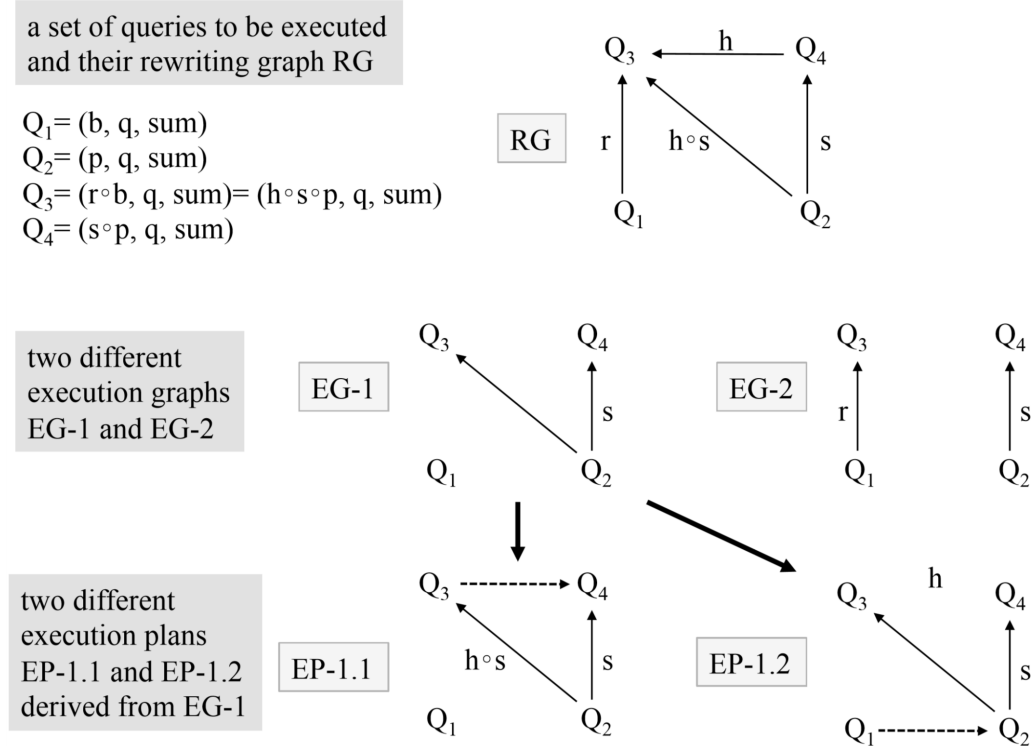 a set of queries to be executed
and their rewriting graph RG
Q₁= (b, q, sum)
Q₂= (p, q, sum)
Q₃= (r∘b, q, sum)= (h∘s∘p, q, sum)
Q₄= (s∘p, q, sum)
RG
Q₃
h
Q₄
r
h∘s
s
Q₁
Q₂
two different
execution graphs
EG-1 and EG-2
EG-1
Q₃
Q₄
s
Q₁
Q₂
EG-2
Q₃
Q₄
r
s
Q₁
Q₂
two different
execution plans
EP-1.1 and EP-1.2
derived from EG-1
EP-1.1
Q₃
Q₄
h∘s
s
Q₁
Q₂
EP-1.2
h
Q₃
Q₄
s
Q₁
Q₂